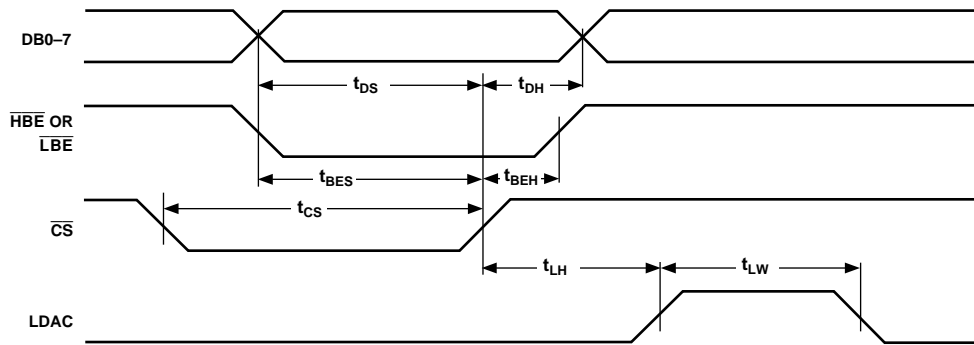 DB0–7
tDS
tDH
HBE OR
LBE
tBES
tBEH
tCS
CS
tLH
tLW
LDAC